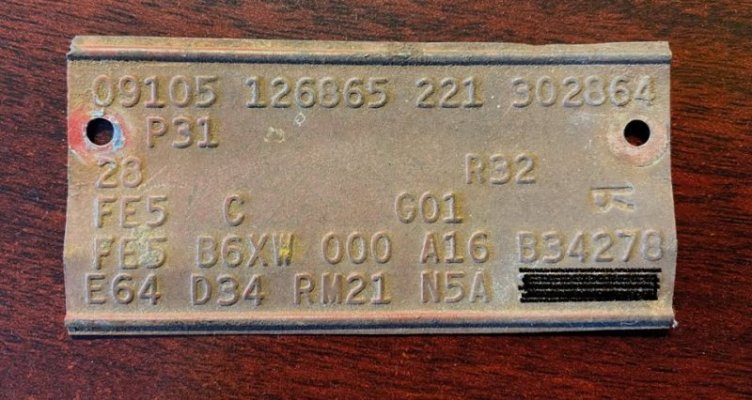 09105 126865 221 302864
P31
28 R32
FE5 C G01
FE5 B6XW 000 A16 B34278
E64 D34 RM21 N5A